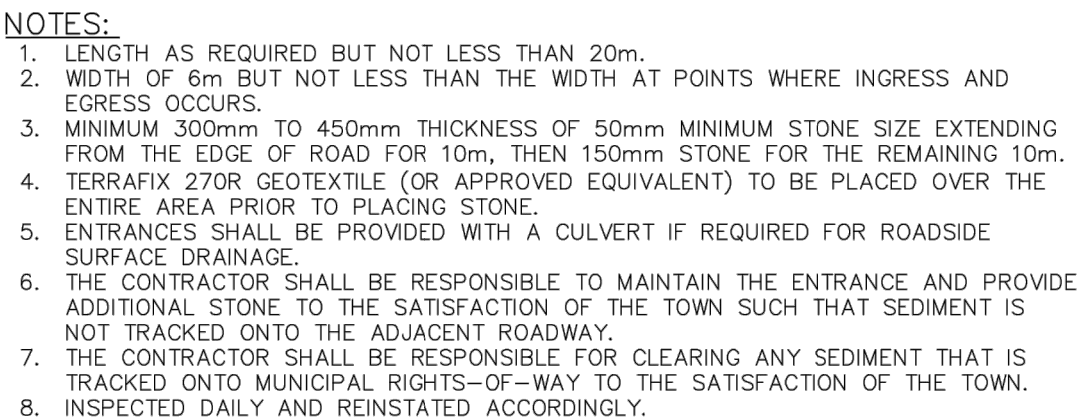 NOTES:
1. LENGTH AS REQUIRED BUT NOT LESS THAN 20m.
2. WIDTH OF 6m BUT NOT LESS THAN THE WIDTH AT POINTS WHERE INGRESS AND
EGRESS OCCURS.
3. MINIMUM 300mm TO 450mm THICKNESS OF 50mm MINIMUM STONE SIZE EXTENDING
FROM THE EDGE OF ROAD FOR 10m, THEN 150mm STONE FOR THE REMAINING 10m.
4. TERRAFIX 270R GEOTEXTILE (OR APPROVED EQUIVALENT) TO BE PLACED OVER THE
ENTIRE AREA PRIOR TO PLACING STONE.
5. ENTRANCES SHALL BE PROVIDED WITH A CULVERT IF REQUIRED FOR ROADSIDE
SURFACE DRAINAGE.
6. THE CONTRACTOR SHALL BE RESPONSIBLE TO MAINTAIN THE ENTRANCE AND PROVIDE
ADDITIONAL STONE TO THE SATISFACTION OF THE TOWN SUCH THAT SEDIMENT IS
NOT TRACKED ONTO THE ADJACENT ROADWAY.
7. THE CONTRACTOR SHALL BE RESPONSIBLE FOR CLEARING ANY SEDIMENT THAT IS
TRACKED ONTO MUNICIPAL RIGHTS-OF-WAY TO THE SATISFACTION OF THE TOWN.
8. INSPECTED DAILY AND REINSTATED ACCORDINGLY.